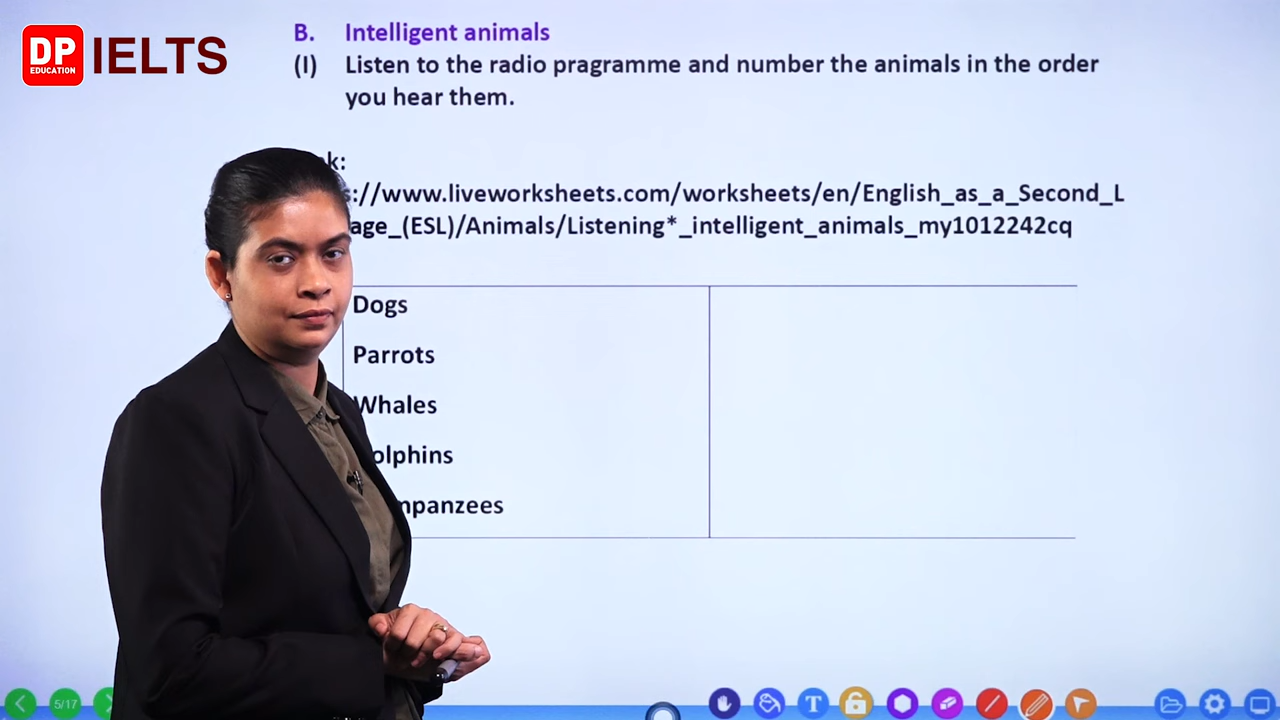 DP
EDUCATION
IELTS
B. Intelligent animals
(I) Listen to the radio pragramme and number the animals in the order
you hear them.
://www.liveworksheets.com/worksheets/en/English_as_a_Second_L
age_(ESL)/Animals/Listening*_intelligent_animals_my1012242cq
Dogs
Parrots
Whales
olphins
mpanzees
5/17
T